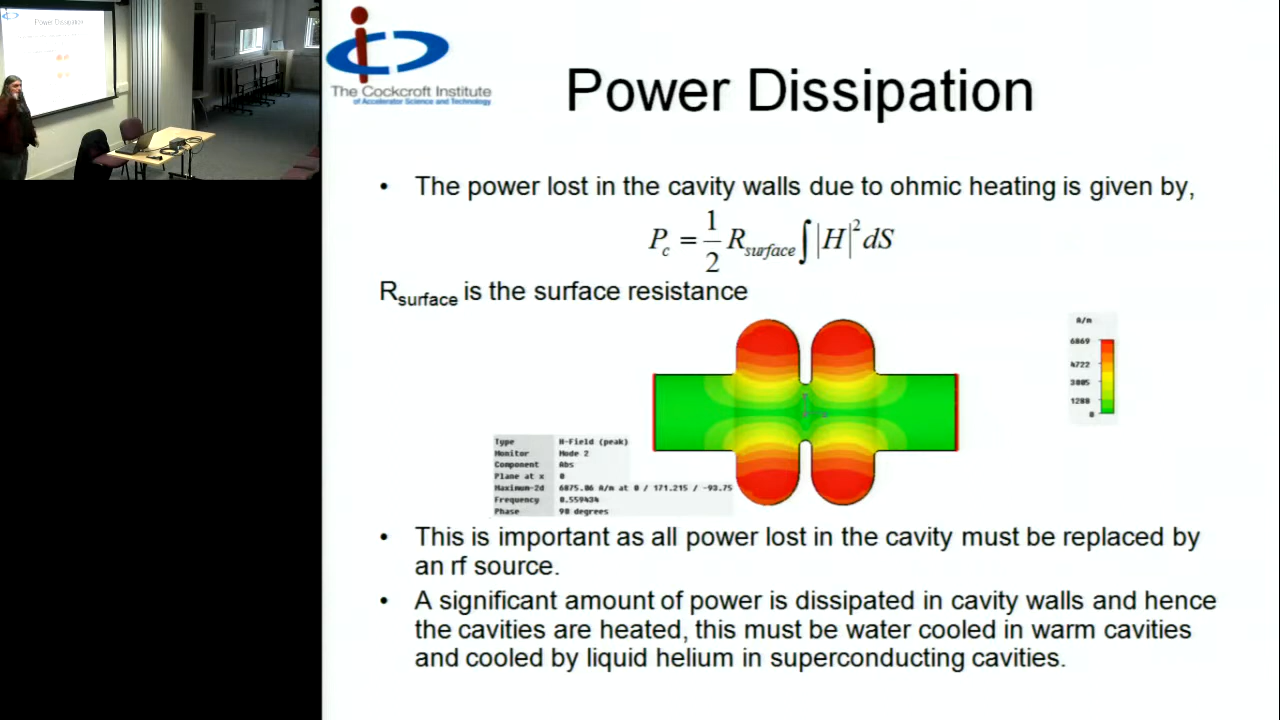 Power Dissipation
The Cockcroft Institute
of Accelerator Science and Technology
Power Dissipation
• The power lost in the cavity walls due to ohmic heating is given by,
P_c = 1/2 R_surface ∫|H|² dS
R_surface is the surface resistance
A/m
6869
4722
3005
1288
0
Type H-Field (peak)
Monitor Mode 2
Component Abs
Plane at x 0
Maximum-2d 6875.06 A/m at 0 / 171.215 / -93.75
Frequency 0.559434
Phase 90 degrees
• This is important as all power lost in the cavity must be replaced by
an rf source.
• A significant amount of power is dissipated in cavity walls and hence
the cavities are heated, this must be water cooled in warm cavities
and cooled by liquid helium in superconducting cavities.